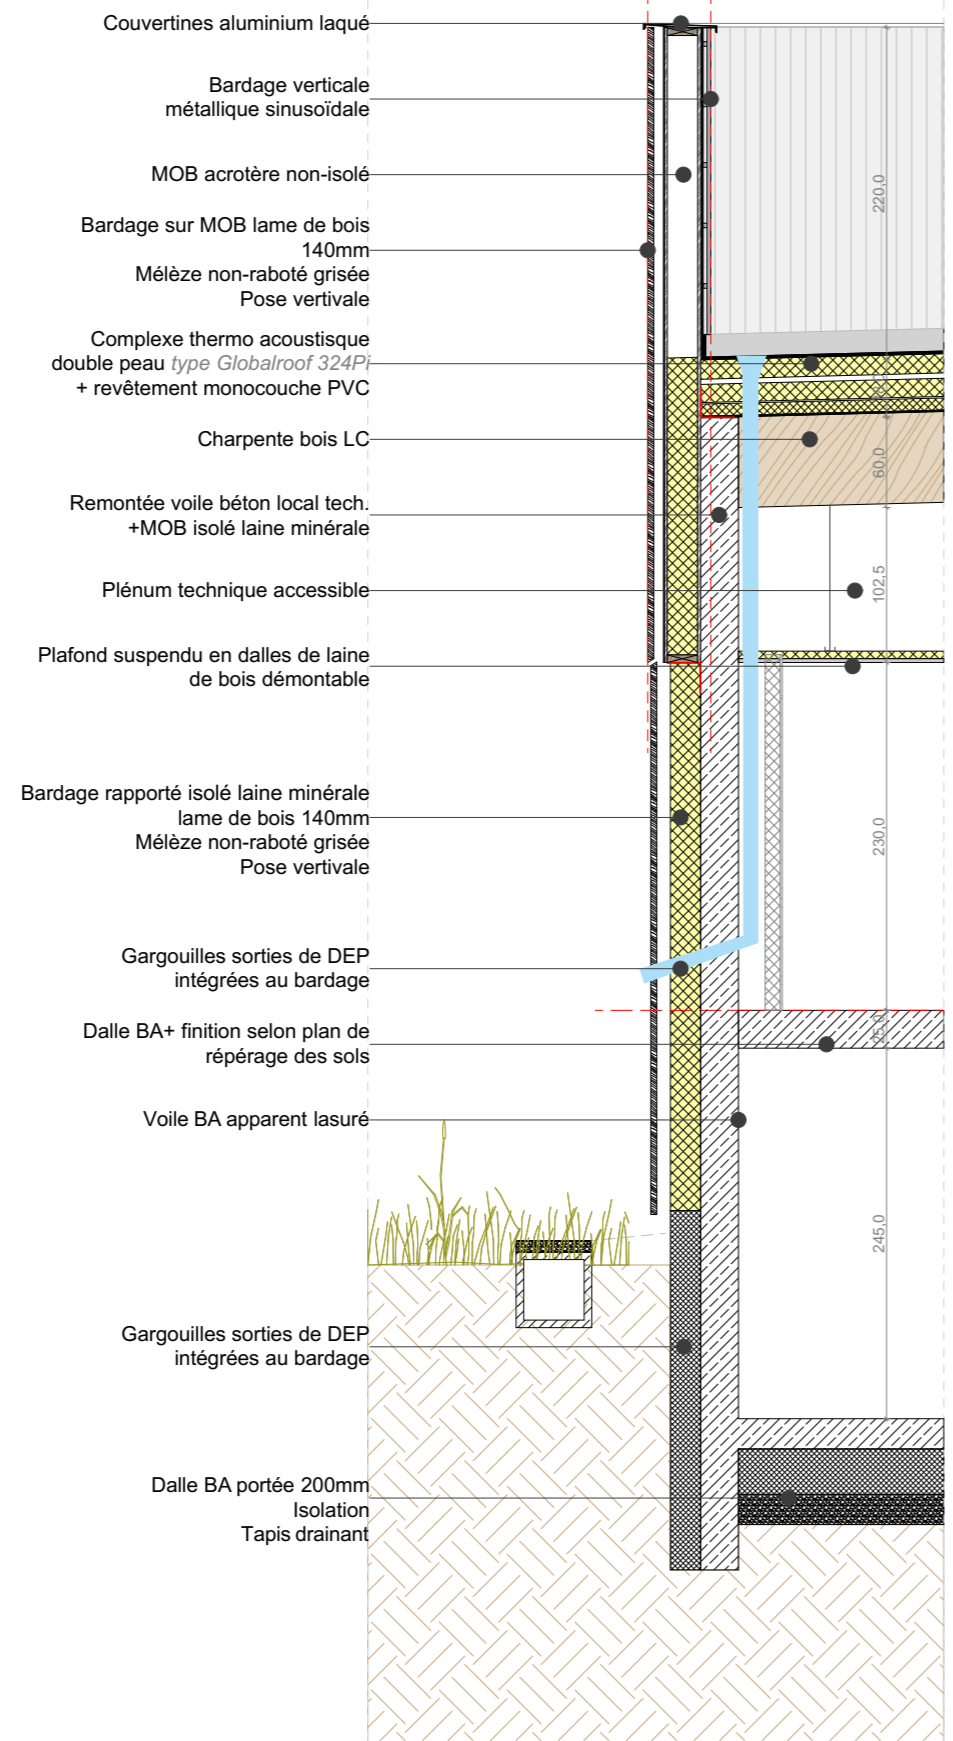 Couvertines aluminium laqué
Bardage verticale
métallique sinusoïdale
MOB acrotère non-isolé
Bardage sur MOB lame de bois
140mm
Mélèze non-raboté grisée
Pose vertivale
Complexe thermo acoustisque
double peau type Globalroof 324Pi
+ revêtement monocouche PVC
Charpente bois LC
Remontée voile béton local tech.
+MOB isolé laine minérale
Plénum technique accessible
Plafond suspendu en dalles de laine
de bois démontable
Bardage rapporté isolé laine minérale
lame de bois 140mm
Mélèze non-raboté grisée
Pose vertivale
Gargouilles sorties de DEP
intégrées au bardage
Dalle BA+ finition selon plan de
répérage des sols
Voile BA apparent lasuré
Gargouilles sorties de DEP
intégrées au bardage
Dalle BA portée 200mm
Isolation
Tapis drainant
220,0
60,0
102,5
230,0
25,0
245,0